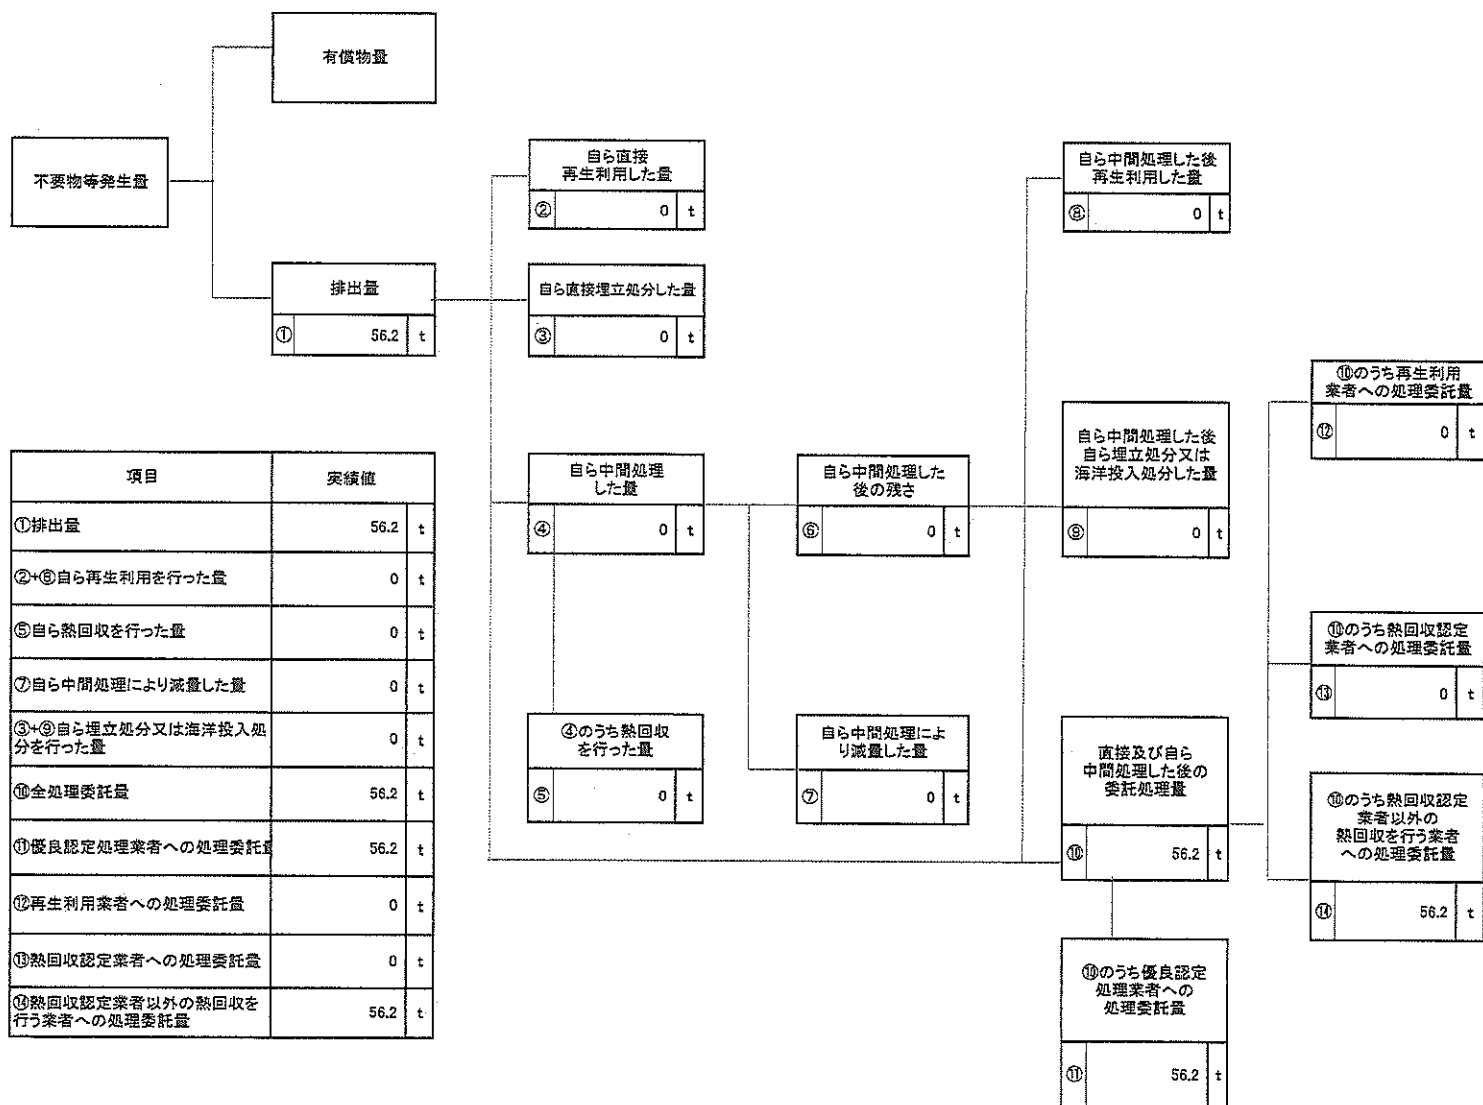 有償物量
不要物等発生量
排出量
① 56.2 t
自ら直接
再生利用した量
② 0 t
自ら直接埋立処分した量
③ 0 t
自ら中間処理
した量
④ 0 t
④のうち熱回収
を行った量
⑤ 0 t
自ら中間処理した
後の残さ
⑥ 0 t
自ら中間処理によ
り減量した量
⑦ 0 t
自ら中間処理した後
再生利用した量
⑧ 0 t
自ら中間処理した後
自ら埋立処分又は
海洋投入処分した量
⑨ 0 t
直接及び自ら
中間処理した後の
委託処理量
⑩ 56.2 t
⑩のうち優良認定
処理業者への
処理委託量
⑪ 56.2 t
⑩のうち再生利用
業者への処理委託量
⑫ 0 t
⑩のうち熱回収認定
業者への処理委託量
⑬ 0 t
⑩のうち熱回収認定
業者以外の
熱回収を行う業者
への処理委託量
⑭ 56.2 t
項目 実績値
①排出量 56.2 t
②+⑧自ら再生利用を行った量 0 t
⑤自ら熱回収を行った量 0 t
⑦自ら中間処理により減量した量 0 t
③+⑨自ら埋立処分又は海洋投入処
分を行った量 0 t
⑩全処理委託量 56.2 t
⑪優良認定処理業者への処理委託量 56.2 t
⑫再生利用業者への処理委託量 0 t
⑬熱回収認定業者への処理委託量 0 t
⑭熱回収認定業者以外の熱回収を
行う業者への処理委託量 56.2 t